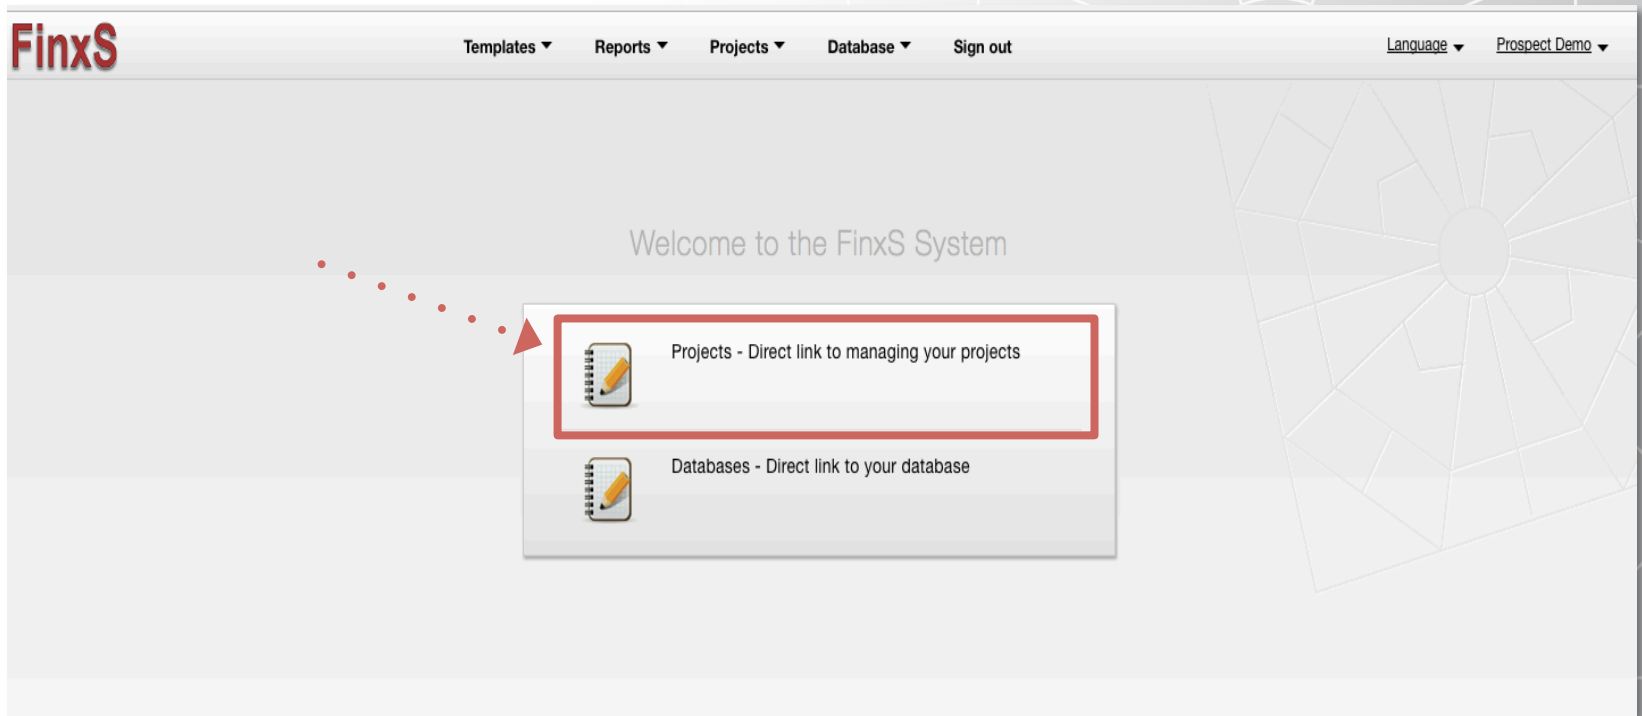 FinxS
Templates Reports Projects Database Sign out
Language Prospect Demo
Welcome to the FinxS System
Projects - Direct link to managing your projects
Databases - Direct link to your database